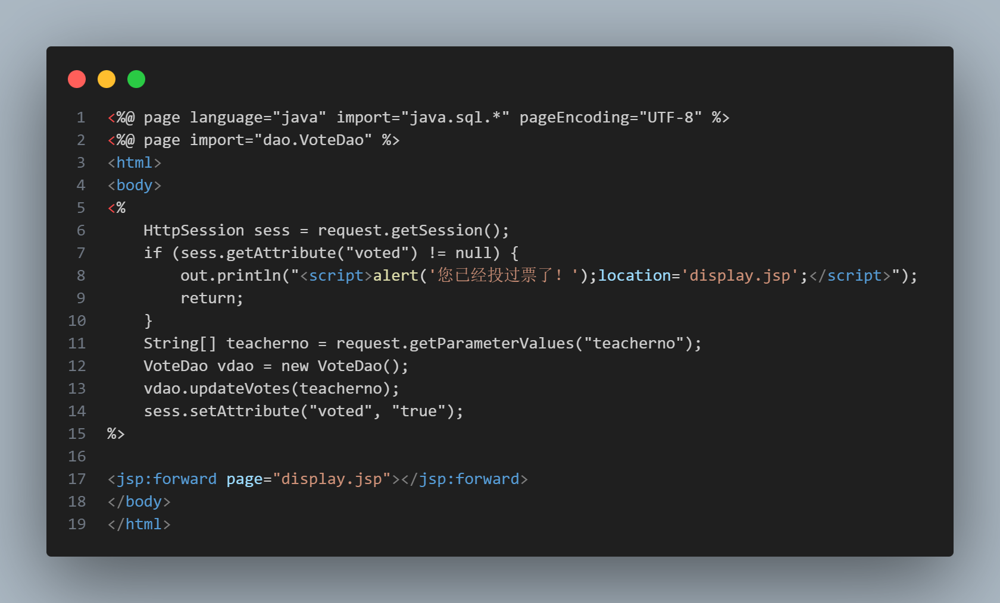 1 <%@ page language="java" import="java.sql.*" pageEncoding="UTF-8" %>
2 <%@ page import="dao.VoteDao" %>
3 <html>
4 <body>
5 <%
6     HttpSession sess = request.getSession();
7     if (sess.getAttribute("voted") != null) {
8         out.println("<script>alert('您已经投过票了！');location='display.jsp';</script>");
9         return;
10     }
11     String[] teacherno = request.getParameterValues("teacherno");
12     VoteDao vdao = new VoteDao();
13     vdao.updateVotes(teacherno);
14     sess.setAttribute("voted", "true");
15 %>
16
17 <jsp:forward page="display.jsp"></jsp:forward>
18 </body>
19 </html>